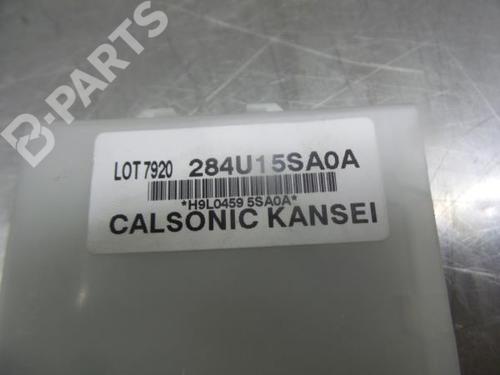 B-PARTS
LOT 7920 284U15SA0A
*H9L0459 5SA0A*
CALSONIC KANSEI